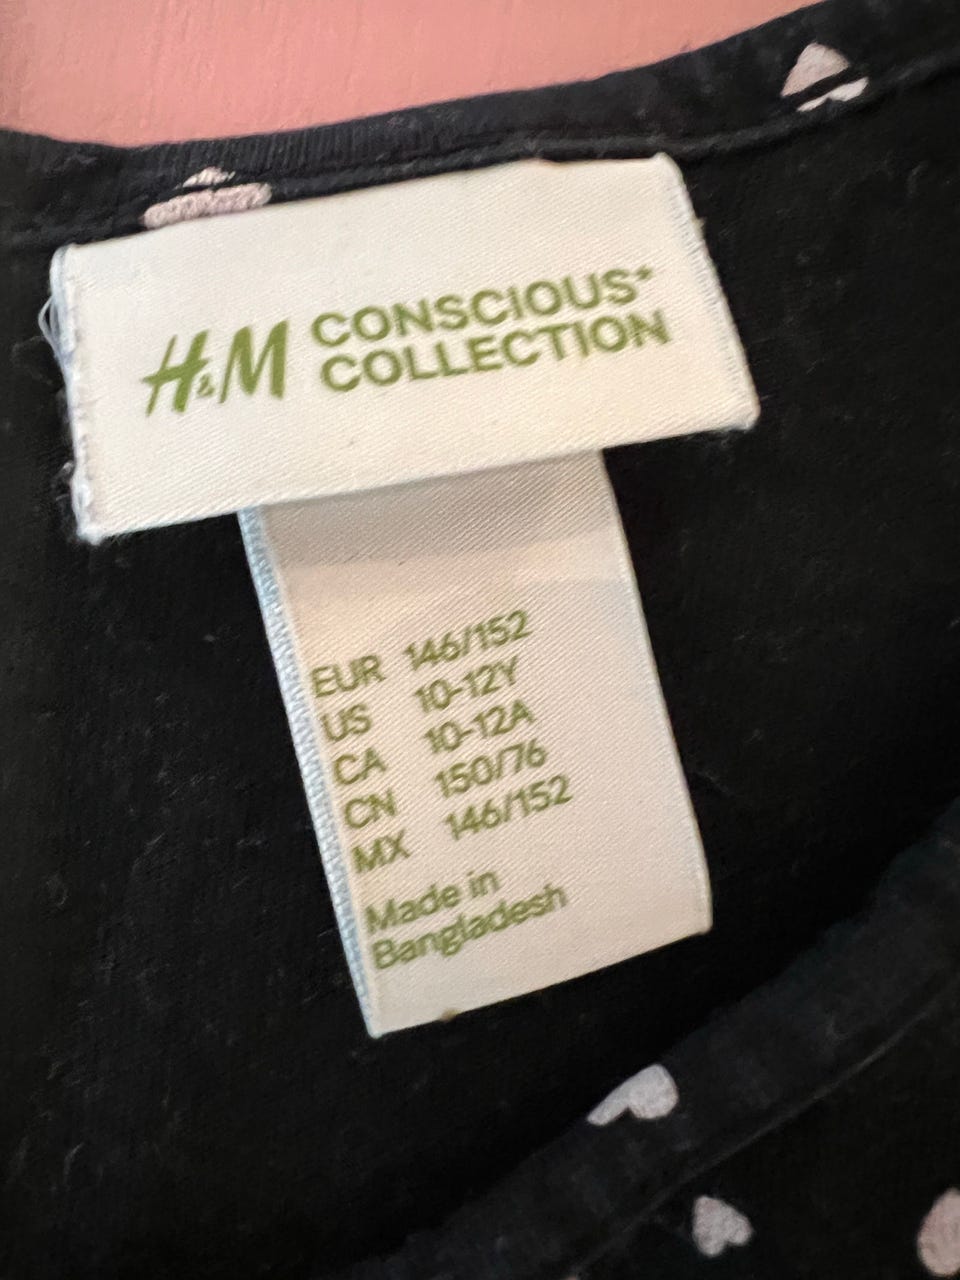 H&M CONSCIOUS*
COLLECTION
EUR 146/152
US 10-12Y
CA 10-12A
CN 150/76
MX 146/152
Made in
Bangladesh